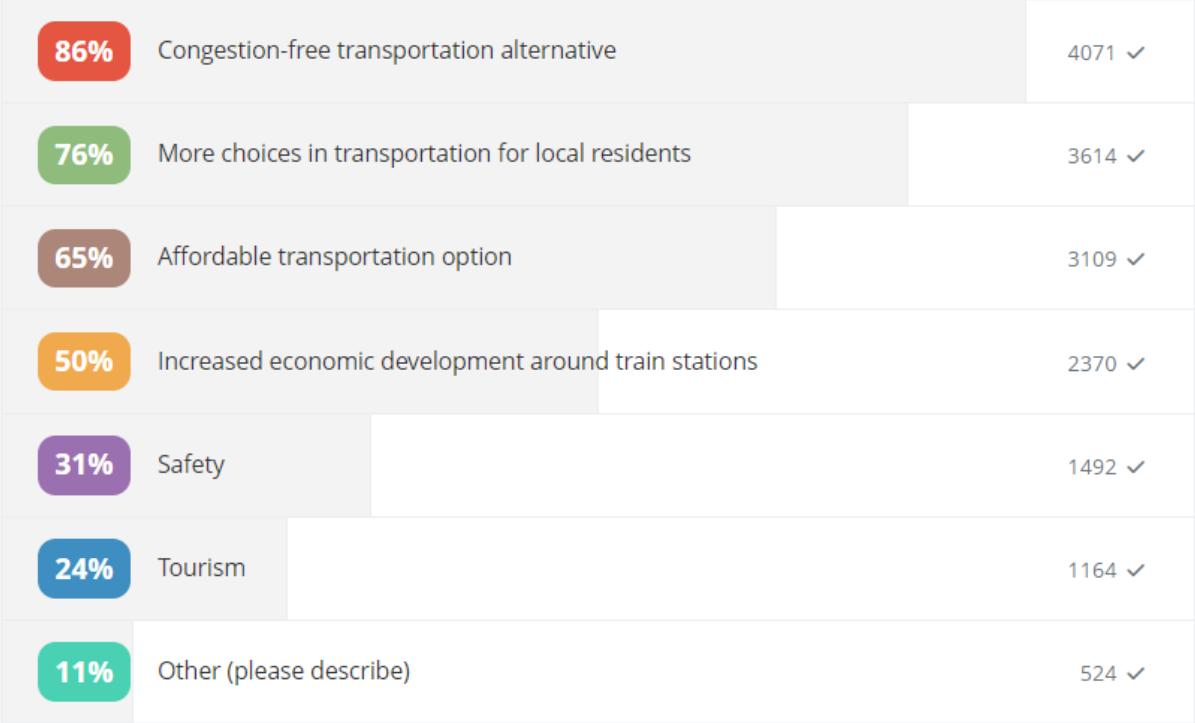 86% Congestion-free transportation alternative 4071 ✓
76% More choices in transportation for local residents 3614 ✓
65% Affordable transportation option 3109 ✓
50% Increased economic development around train stations 2370 ✓
31% Safety 1492 ✓
24% Tourism 1164 ✓
11% Other (please describe) 524 ✓